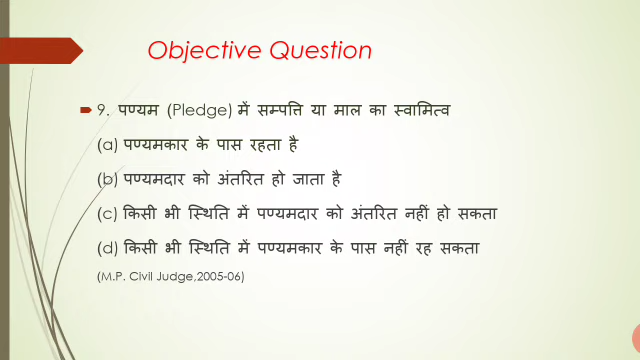 Objective Question
9. पण्यम (Pledge) में सम्पत्ति या माल का स्वामित्व
(a) पण्यमकार के पास रहता है
(b) पण्यमदार को अंतरित हो जाता है
(c) किसी भी स्थिति में पण्यमदार को अंतरित नहीं हो सकता
(d) किसी भी स्थिति में पण्यमकार के पास नहीं रह सकता
(M.P. Civil Judge,2005-06)